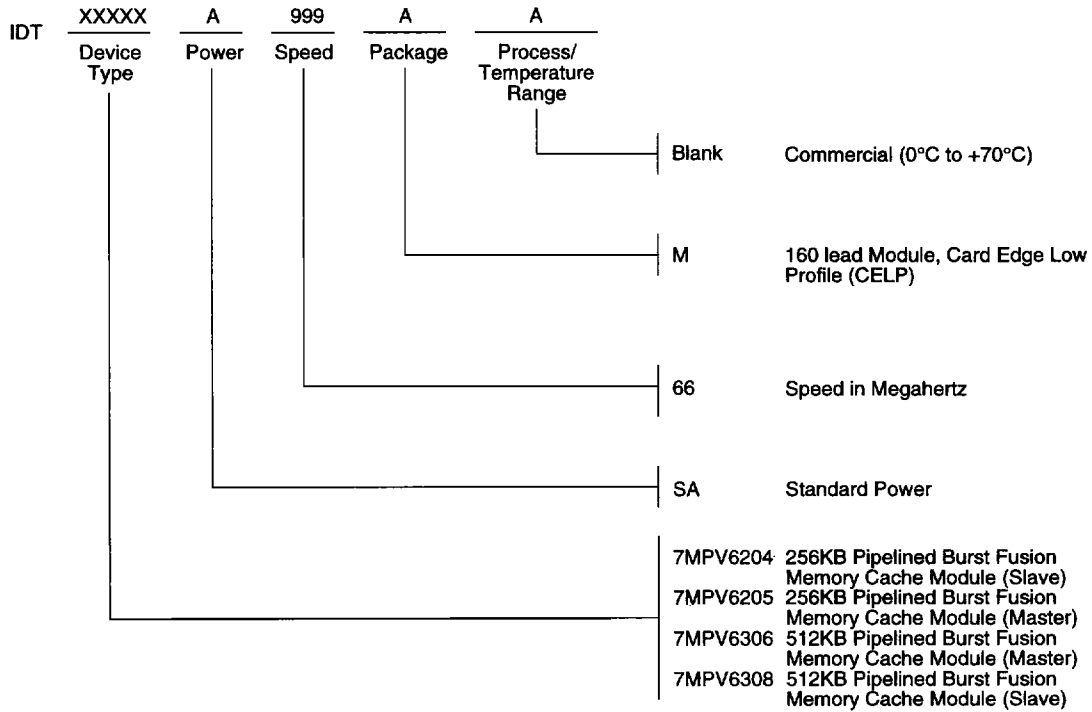 IDT XXXXX A 999 A A
Device Type Power Speed Package Process/ Temperature Range
Blank Commercial (0°C to +70°C)
M 160 lead Module, Card Edge Low
Profile (CELP)
66 Speed in Megahertz
SA Standard Power
7MPV6204 256KB Pipelined Burst Fusion
Memory Cache Module (Slave)
7MPV6205 256KB Pipelined Burst Fusion
Memory Cache Module (Master)
7MPV6306 512KB Pipelined Burst Fusion
Memory Cache Module (Master)
7MPV6308 512KB Pipelined Burst Fusion
Memory Cache Module (Slave)